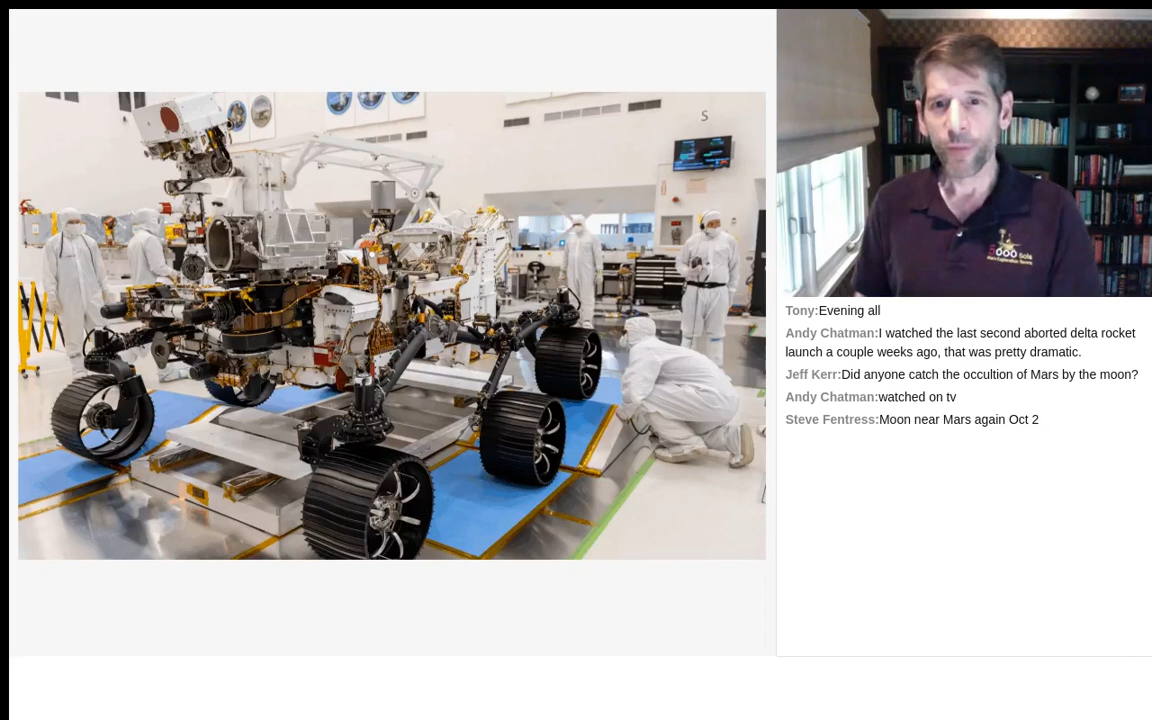 S
Tony:Evening all
Andy Chatman:I watched the last second aborted delta rocket
launch a couple weeks ago, that was pretty dramatic.
Jeff Kerr:Did anyone catch the occultion of Mars by the moon?
Andy Chatman:watched on tv
Steve Fentress:Moon near Mars again Oct 2
5000 Sols